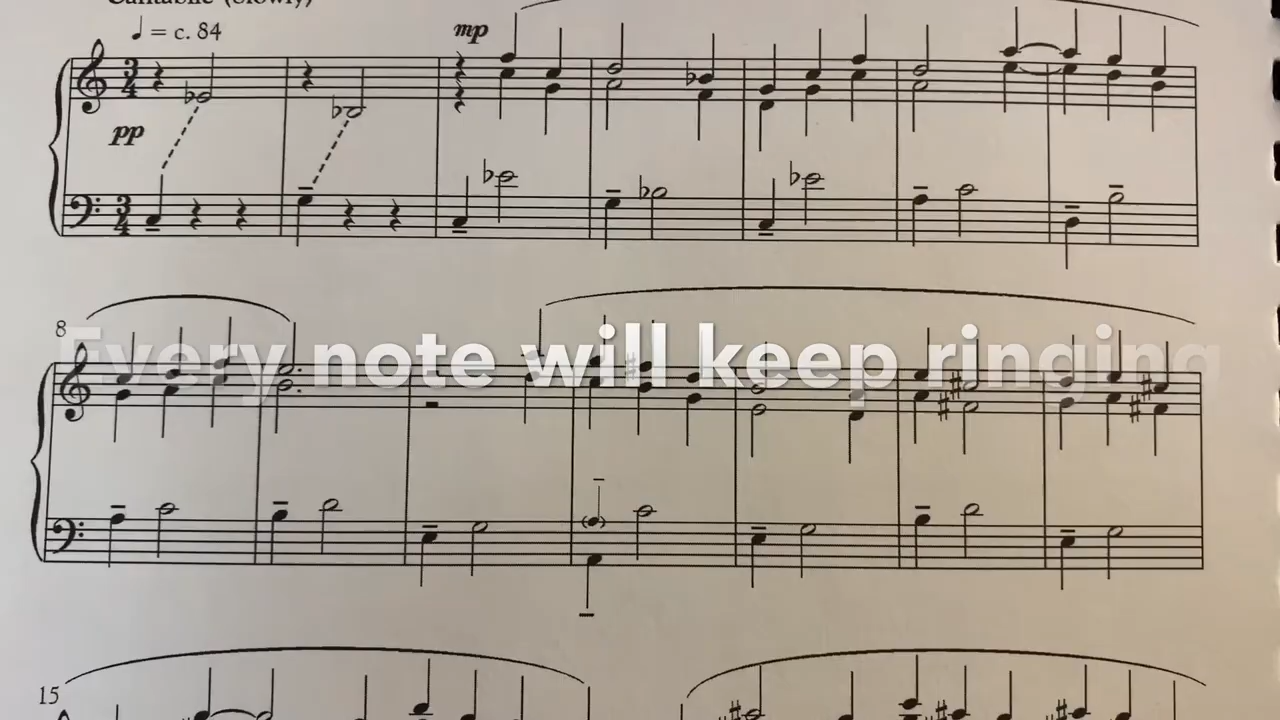 Cantabile (slowly)
♩ = c. 84
mp
pp
8
Every note will keep ringing
15